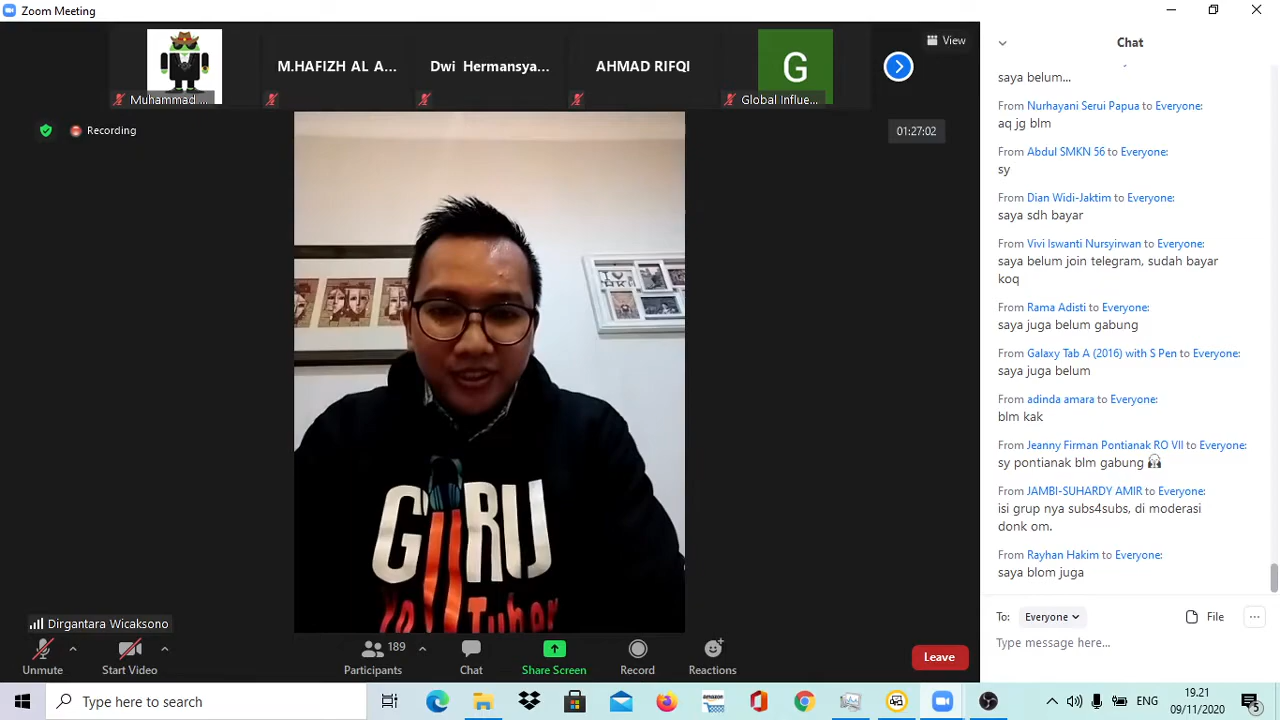 Zoom Meeting
Muhammad ...
M.HAFIZH AL A...
Dwi Hermansya...
AHMAD RIFQI
G
Global Influe...
View
Recording
01:27:02
GURU
YouTuber
Dirgantara Wicaksono
Unmute
Start Video
189
Participants
Chat
Share Screen
Record
Reactions
Leave
Chat
saya belum...
From Nurhayani Serui Papua to Everyone:
aq jg blm
From Abdul SMKN 56 to Everyone:
sy
From Dian Widi-Jaktim to Everyone:
saya sdh bayar
From Vivi Iswanti Nursyirwan to Everyone:
saya belum join telegram, sudah bayar
koq
From Rama Adisti to Everyone:
saya juga belum gabung
From Galaxy Tab A (2016) with S Pen to Everyone:
saya juga belum
From adinda amara to Everyone:
blm kak
From Jeanny Firman Pontianak RO VII to Everyone:
sy pontianak blm gabung
From JAMBI-SUHARDY AMIR to Everyone:
isi grup nya subs4subs, di moderasi
donk om.
From Rayhan Hakim to Everyone:
saya blom juga
To: Everyone
File
Type message here...
Type here to search
amazon
ENG
19.21
09/11/2020
5